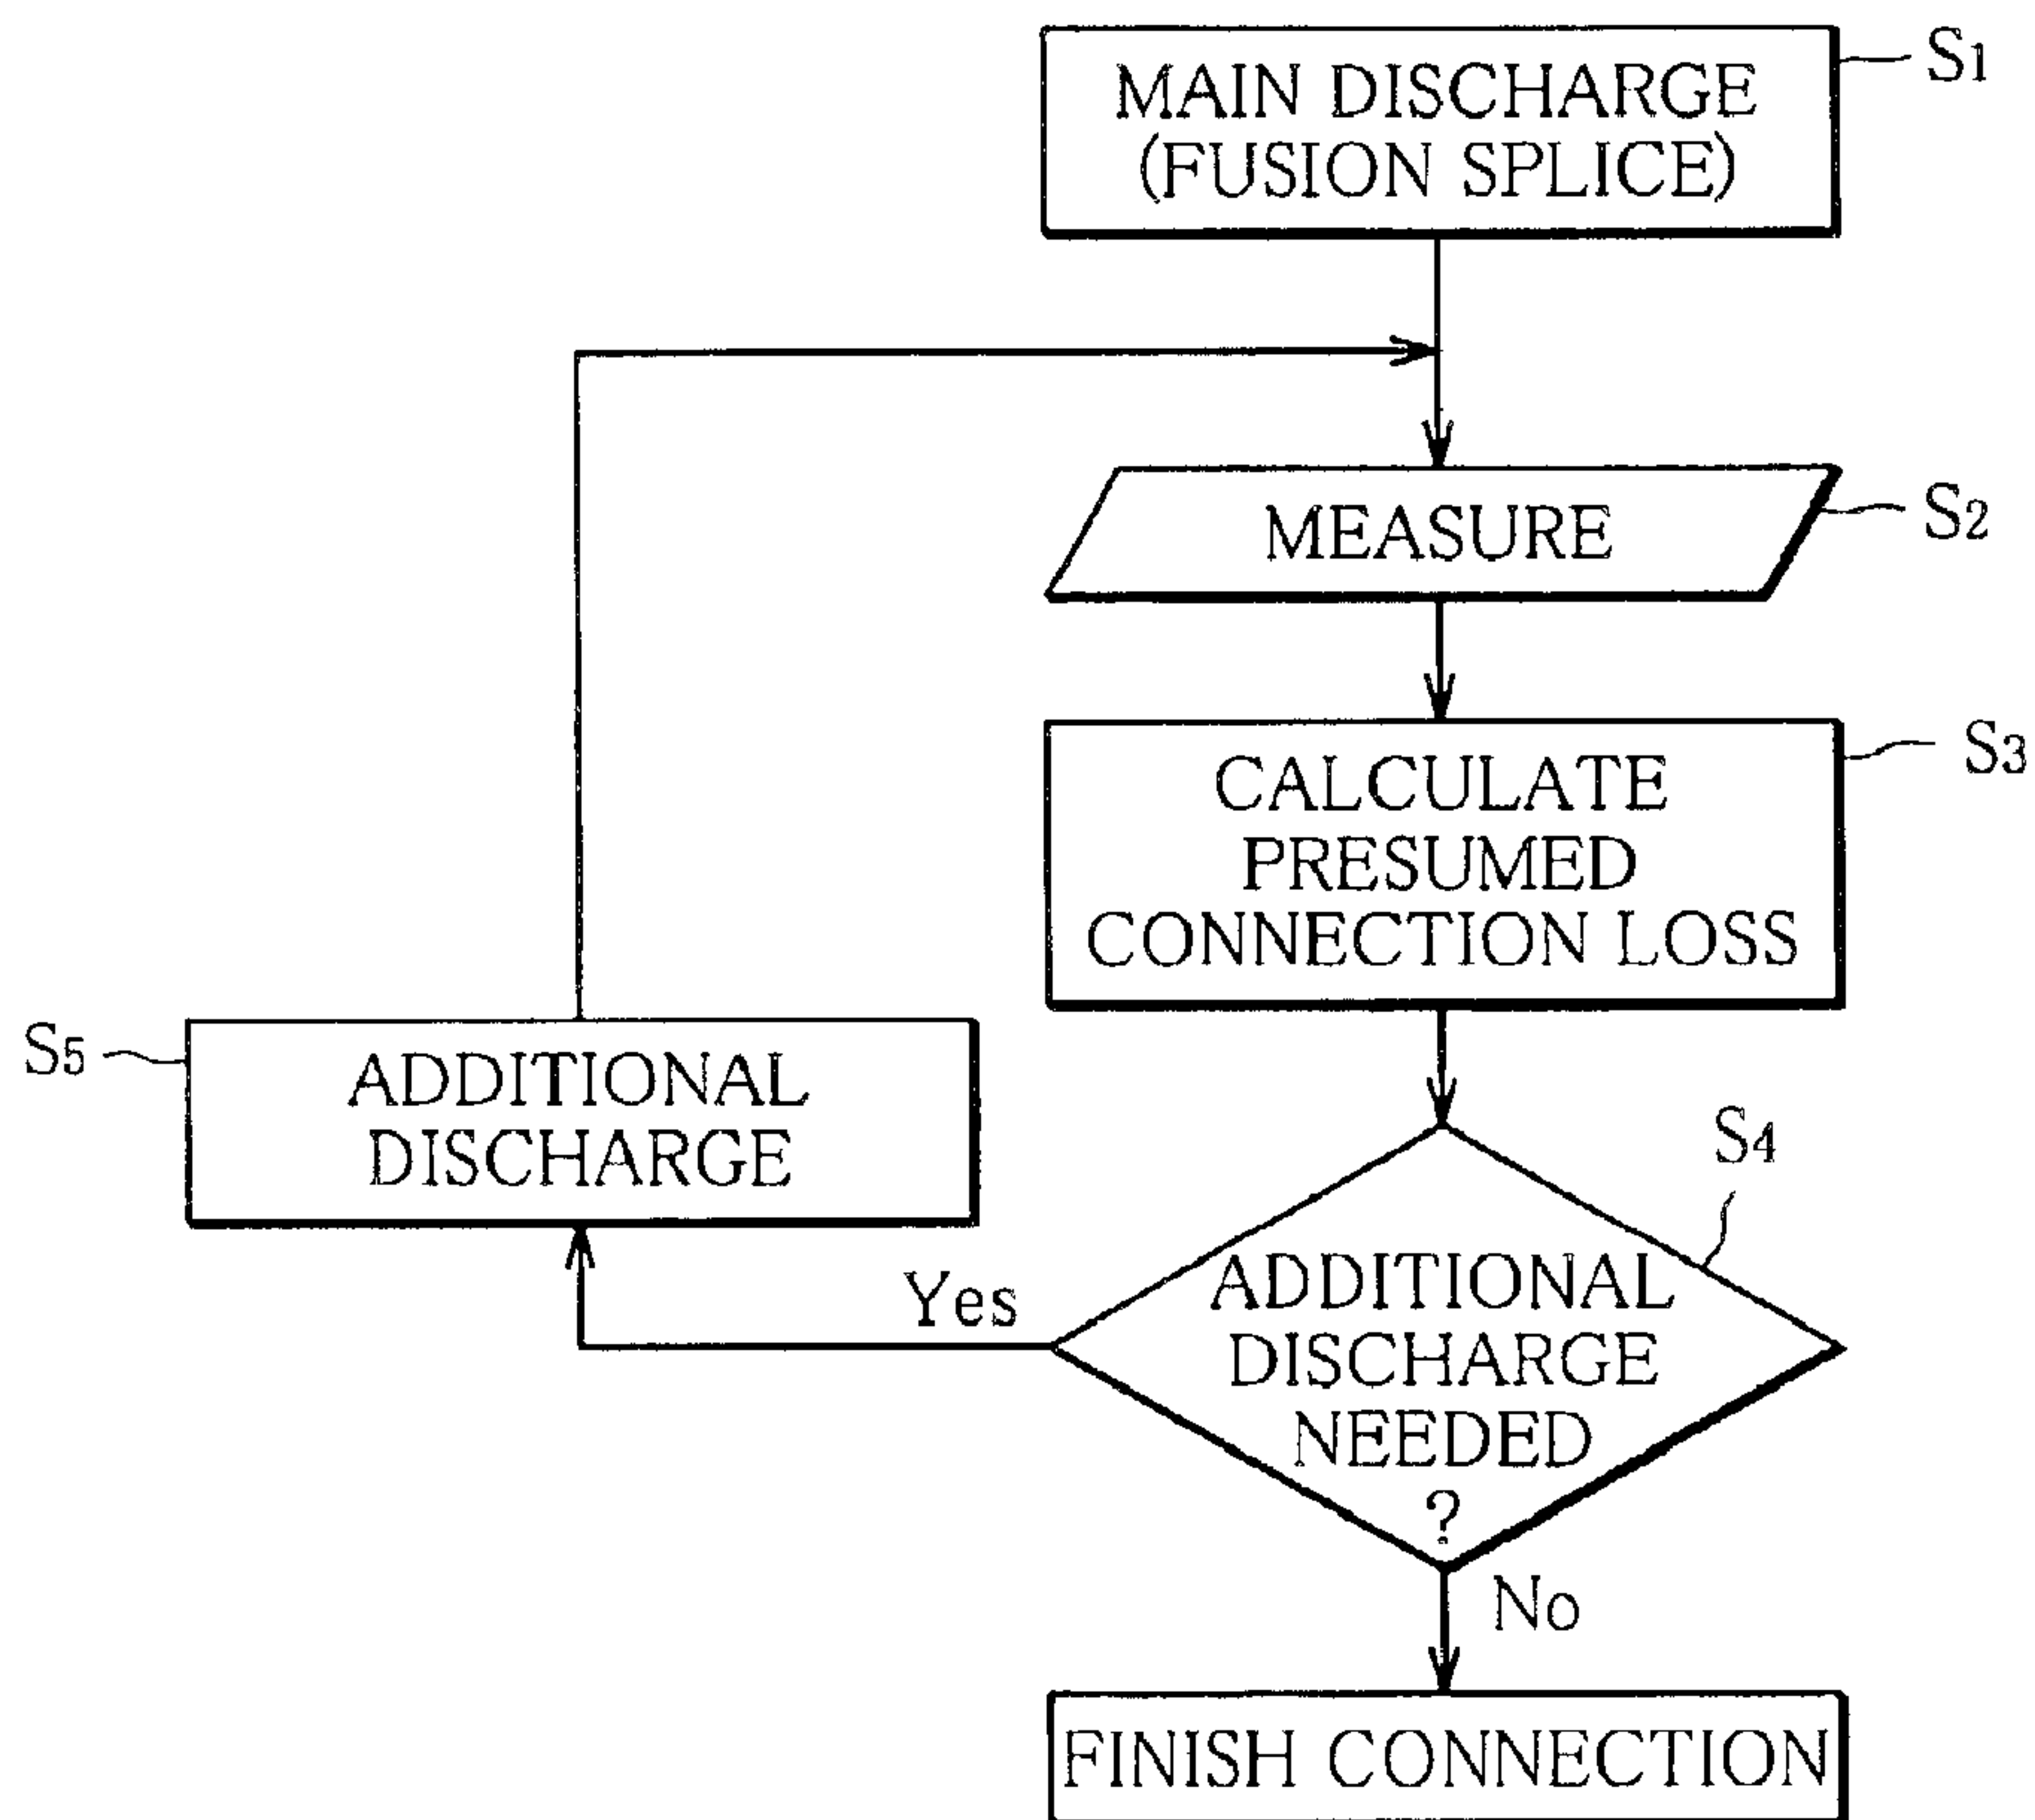 MAIN DISCHARGE
(FUSION SPLICE)
S1
MEASURE
S2
CALCULATE
PRESUMED
CONNECTION LOSS
S3
S5
ADDITIONAL
DISCHARGE
S4
ADDITIONAL
DISCHARGE
NEEDED
?
Yes
No
FINISH CONNECTION